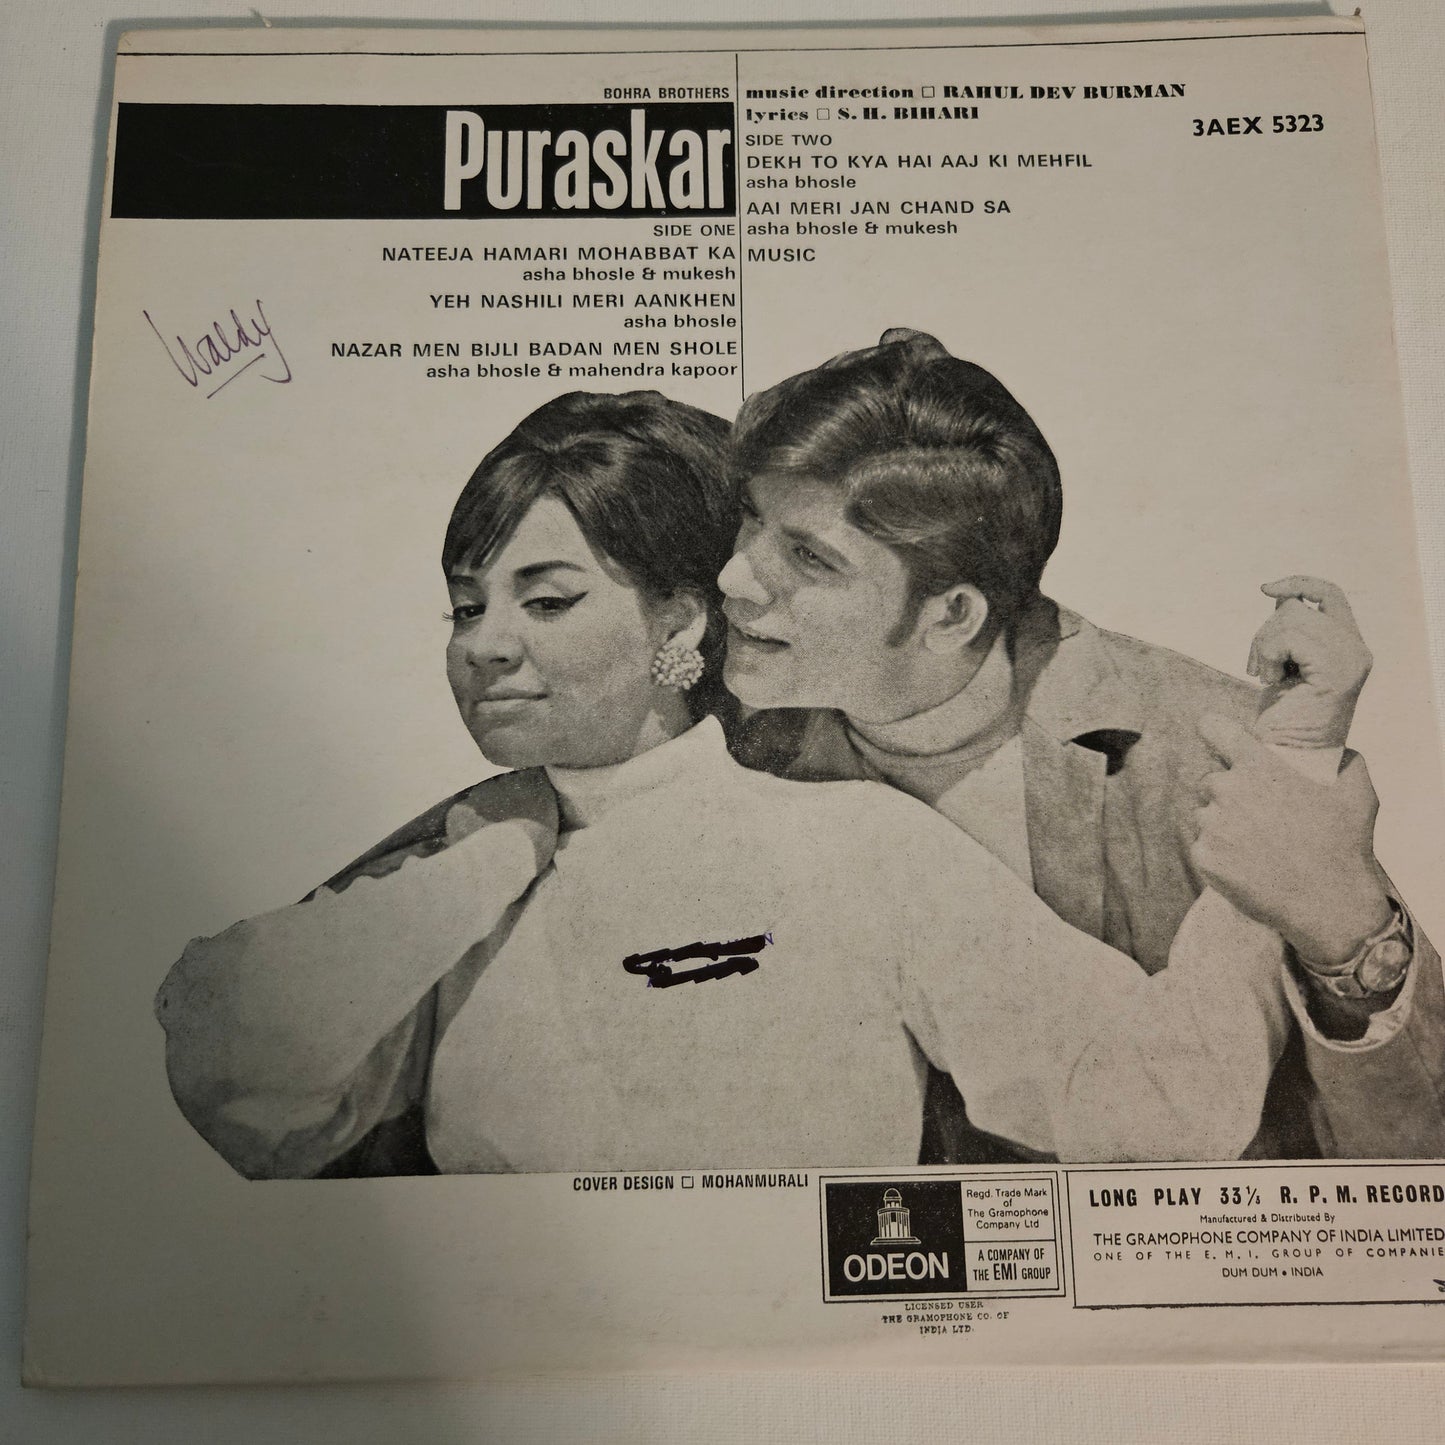 BOHRA BROTHERS
Puraskar
SIDE ONE
NATEEJA HAMARI MOHABBAT KA
asha bhosle & mukesh
YEH NASHILI MERI AANKHEN
asha bhosle
NAZAR MEN BIJLI BADAN MEN SHOLE
asha bhosle & mahendra kapoor
music direction □ RAHUL DEV BURMAN
lyrics □ S. H. BIHARI
3AEX 5323
SIDE TWO
DEKH TO KYA HAI AAJ KI MEHFIL
asha bhosle
AAI MERI JAN CHAND SA
asha bhosle & mukesh
MUSIC
COVER DESIGN □ MOHANMURALI
ODEON
Regd. Trade Mark
of
The Gramophone
Company Ltd
A COMPANY OF
THE EMI GROUP
LICENSED USER
THE GRAMOPHONE CO. OF
INDIA LTD.
LONG PLAY 33⅓ R. P. M. RECORD
Manufactured & Distributed By
THE GRAMOPHONE COMPANY OF INDIA LIMITED
ONE OF THE E. M. I. GROUP OF COMPANIE
DUM DUM • INDIA